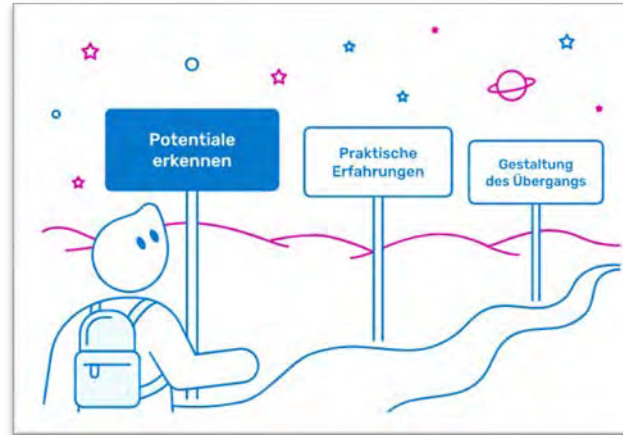 Potentiale
erkennen
Praktische
Erfahrungen
Gestaltung
des Übergangs